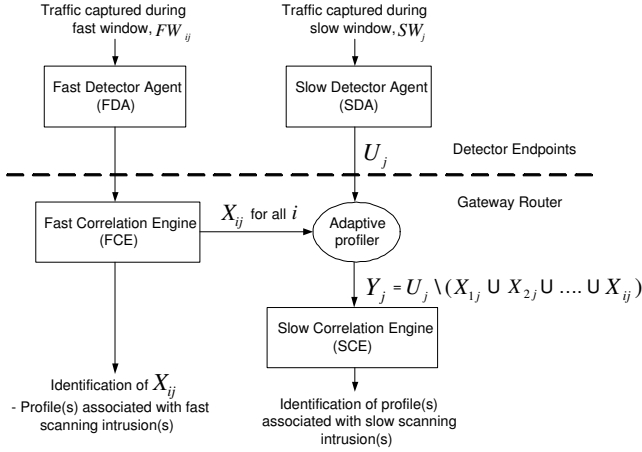 Traffic captured during
fast window, FW_ij
Traffic captured during
slow window, SW_j
Fast Detector Agent
(FDA)
Slow Detector Agent
(SDA)
U_j
Detector Endpoints
Gateway Router
Fast Correlation Engine
(FCE)
X_ij for all i
Adaptive
profiler
Y_j = U_j \ (X_1j U X_2j U .... U X_ij)
Slow Correlation Engine
(SCE)
Identification of X_ij
- Profile(s) associated with fast
scanning intrusion(s)
Identification of profile(s)
associated with slow scanning
intrusion(s)